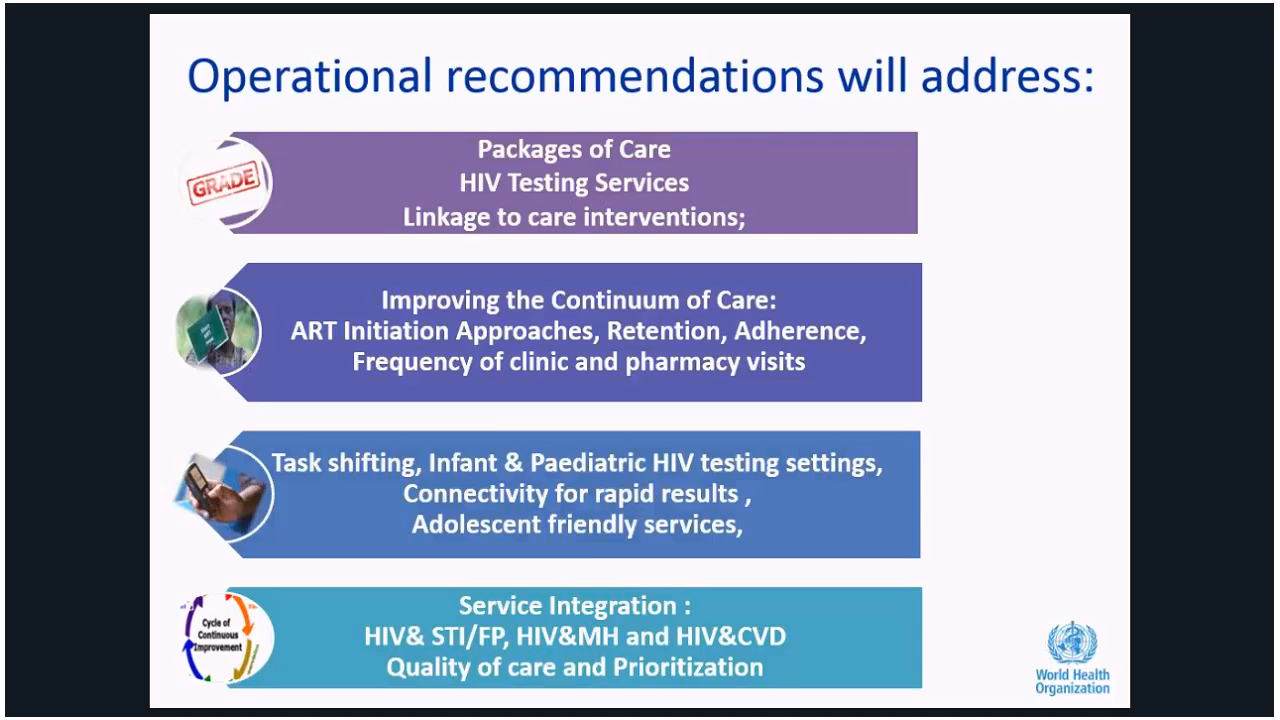 Operational recommendations will address:
GRADE
Packages of Care
HIV Testing Services
Linkage to care interventions;
Improving the Continuum of Care:
ART Initiation Approaches, Retention, Adherence,
Frequency of clinic and pharmacy visits
Task shifting, Infant & Paediatric HIV testing settings,
Connectivity for rapid results ,
Adolescent friendly services,
Cycle of
Continuous
Improvement
Service Integration :
HIV& STI/FP, HIV&MH and HIV&CVD
Quality of care and Prioritization
World Health
Organization